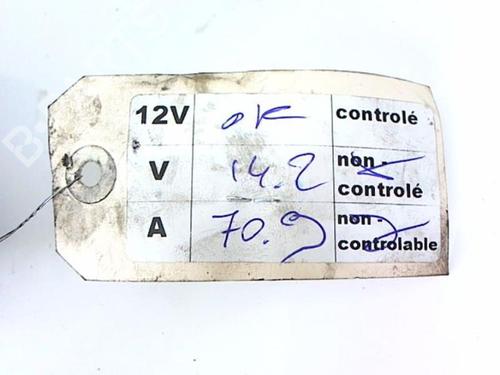 12V OK controlé
V 14.2 non - controlé
A 70.9 non - controlable